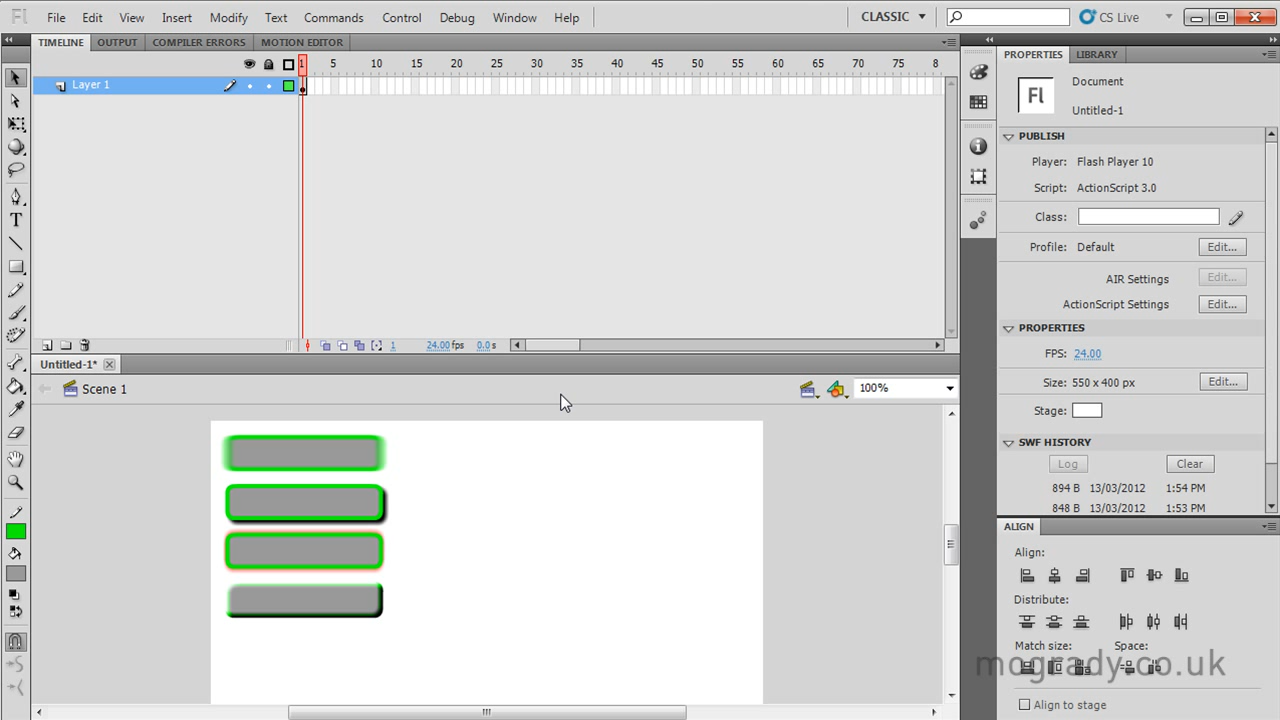 Fl File Edit View Insert Modify Text Commands Control Debug Window Help CLASSIC CS Live
TIMELINE OUTPUT COMPILER ERRORS MOTION EDITOR
1 5 10 15 20 25 30 35 40 45 50 55 60 65 70 75 8
Layer 1
1 24.00 fps 0.0 s
Untitled-1*
Scene 1
100%
PROPERTIES LIBRARY
Fl
Document
Untitled-1
PUBLISH
Player: Flash Player 10
Script: ActionScript 3.0
Class:
Profile: Default Edit...
AIR Settings Edit...
ActionScript Settings Edit...
PROPERTIES
FPS: 24.00
Size: 550 x 400 px Edit...
Stage:
SWF HISTORY
Log Clear
894 B 13/03/2012 1:54 PM
848 B 13/03/2012 1:53 PM
ALIGN
Align:
Distribute:
Match size: Space:
mogrady.co.uk
Align to stage
T